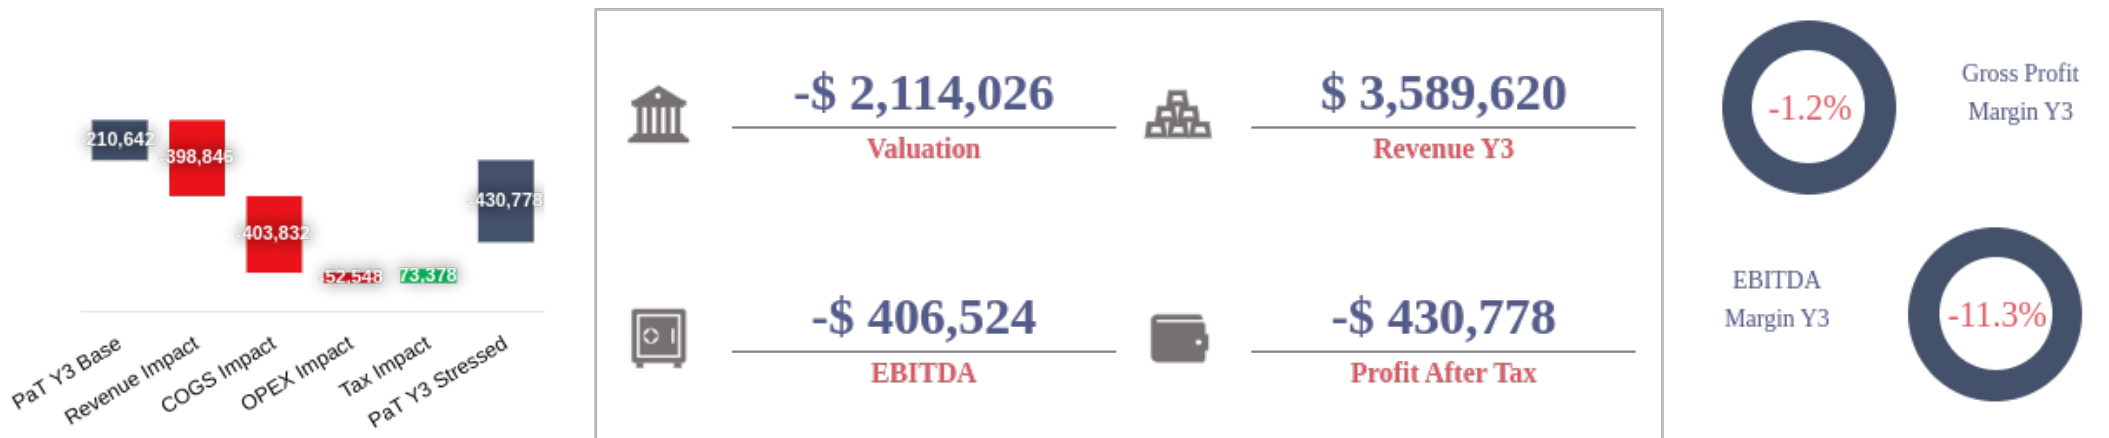 210,642
-398,846
-403,832
-52,548
73,378
-430,778
PaT Y3 Base
Revenue Impact
COGS Impact
OPEX Impact
Tax Impact
PaT Y3 Stressed
-$ 2,114,026
Valuation
$ 3,589,620
Revenue Y3
-$ 406,524
EBITDA
-$ 430,778
Profit After Tax
-1.2%
Gross Profit
Margin Y3
EBITDA
Margin Y3
-11.3%